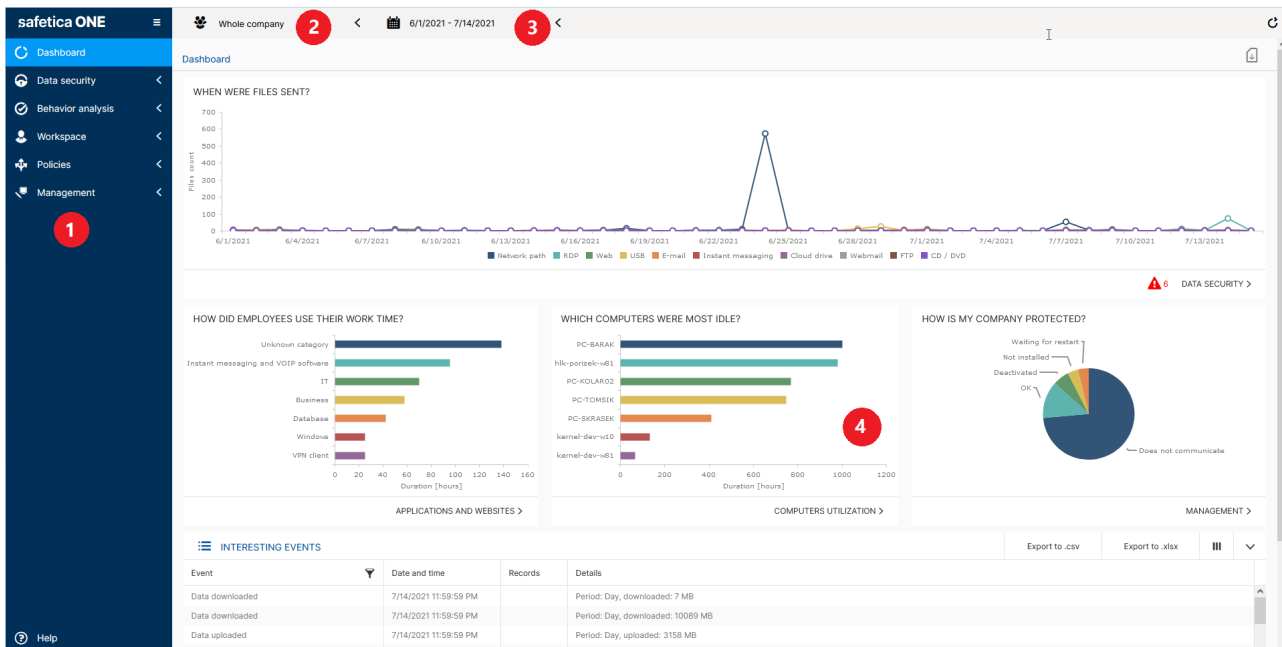 safetica ONE
Whole company
2
6/1/2021 - 7/14/2021
3
Dashboard
Data security
Behavior analysis
Workspace
Policies
Management
1
Help
Dashboard
WHEN WERE FILES SENT?
Files count
700
600
500
400
300
200
100
0
6/1/2021 6/4/2021 6/7/2021 6/10/2021 6/13/2021 6/16/2021 6/19/2021 6/22/2021 6/25/2021 6/28/2021 7/1/2021 7/4/2021 7/7/2021 7/10/2021 7/13/2021
Network path RDP Web USB E-mail Instant messaging Cloud drive Webmail FTP CD / DVD
6 DATA SECURITY >
HOW DID EMPLOYEES USE THEIR WORK TIME?
Unknown category
Instant messaging and VOIP software
IT
Business
Database
Windows
VPN client
0 20 40 60 80 100 120 140 160
Duration [hours]
APPLICATIONS AND WEBSITES >
WHICH COMPUTERS WERE MOST IDLE?
PC-BARAK
hlk-porizek-w81
PC-KOLAR02
PC-TOMSIK
PC-SKRASEK
kernel-dev-w10
kernel-dev-w81
4
0 200 400 600 800 1000 1200
Duration [hours]
COMPUTERS UTILIZATION >
HOW IS MY COMPANY PROTECTED?
Waiting for restart
Not installed
Deactivated
OK
Does not communicate
MANAGEMENT >
INTERESTING EVENTS
Export to .csv Export to .xlsx
Event Date and time Records Details
Data downloaded 7/14/2021 11:59:59 PM Period: Day, downloaded: 7 MB
Data downloaded 7/14/2021 11:59:59 PM Period: Day, downloaded: 10089 MB
Data uploaded 7/14/2021 11:59:59 PM Period: Day, uploaded: 3158 MB